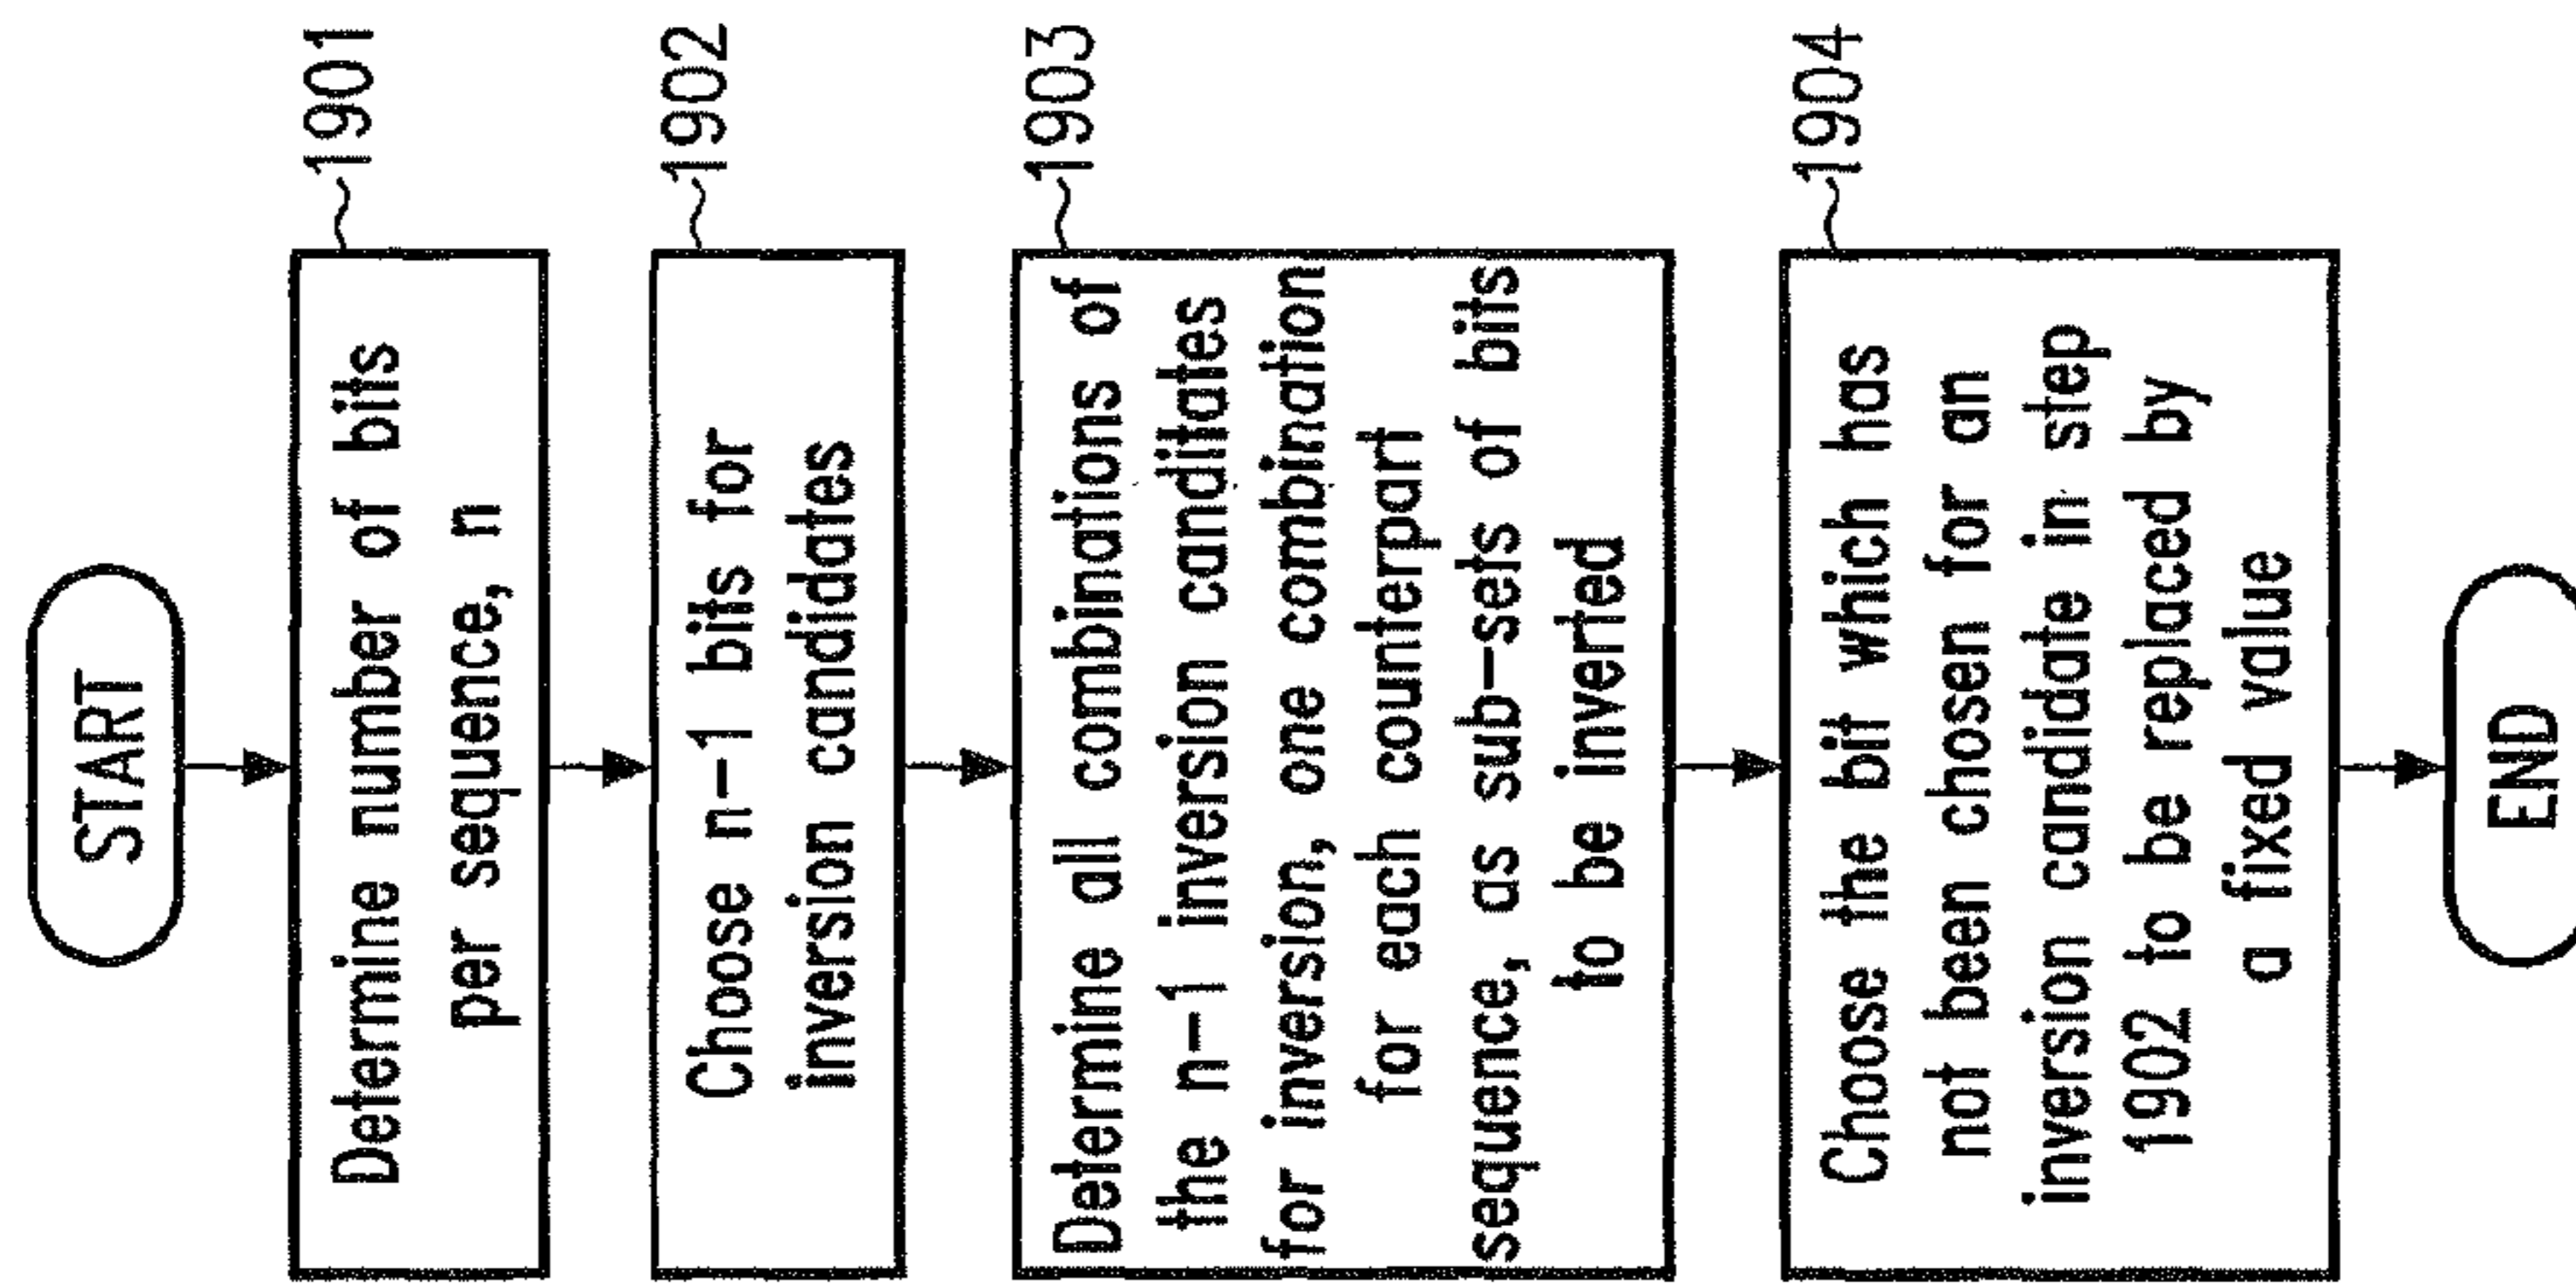 START
1901
Determine number of bits
per sequence, n
1902
Choose n-1 bits for
inversion candidates
1903
Determine all combinations of
the n-1 inversion canditates
for inversion, one combination
for each counterpart
sequence, as sub-sets of bits
to be inverted
1904
Choose the bit which has
not been chosen for an
inversion candidate in step
1902 to be replaced by
a fixed value
END